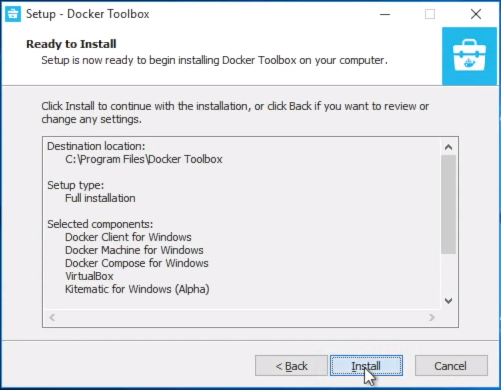 Setup - Docker Toolbox
Ready to Install
Setup is now ready to begin installing Docker Toolbox on your computer.
Click Install to continue with the installation, or click Back if you want to review or
change any settings.
Destination location:
C:\Program Files\Docker Toolbox
Setup type:
Full installation
Selected components:
Docker Client for Windows
Docker Machine for Windows
Docker Compose for Windows
VirtualBox
Kitematic for Windows (Alpha)
< Back
Install
Cancel